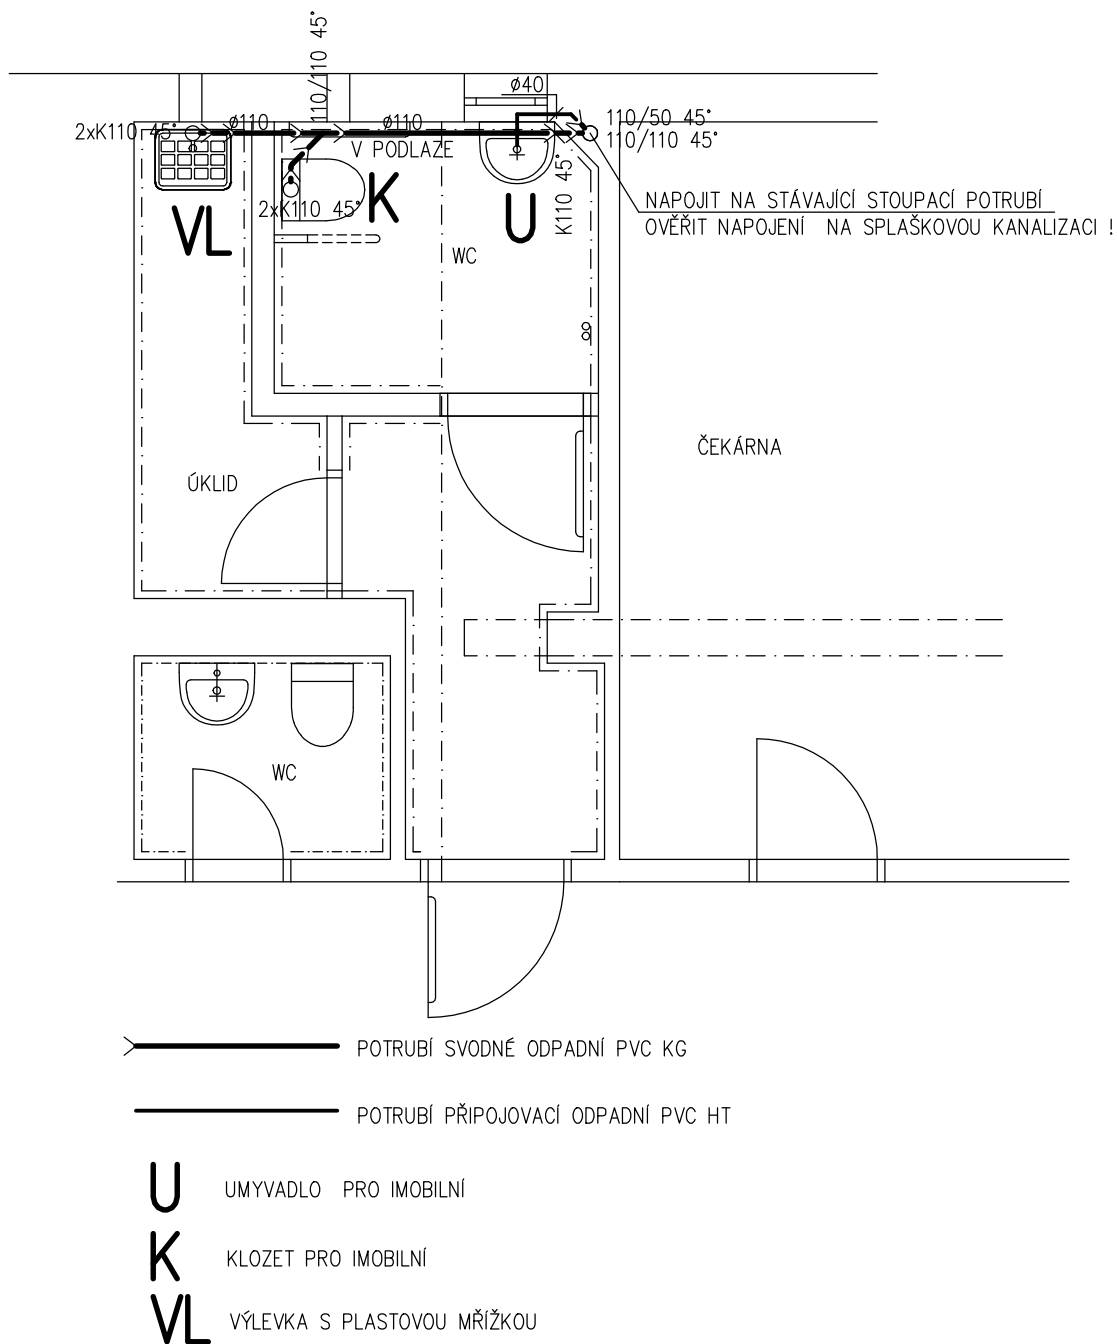 110/110 45°
ø40
2xK110 45°
ø110
ø110
110/50 45°
110/110 45°
V PODLAZE
K110 45°
2xK110 45°
K
VL
U
NAPOJIT NA STÁVAJÍCÍ STOUPACÍ POTRUBÍ
OVĚŘIT NAPOJENÍ NA SPLAŠKOVOU KANALIZACI !
WC
ČEKÁRNA
ÚKLID
WC
POTRUBÍ SVODNÉ ODPADNÍ PVC KG
POTRUBÍ PŘIPOJOVACÍ ODPADNÍ PVC HT
U UMYVADLO PRO IMOBILNÍ
K KLOZET PRO IMOBILNÍ
VL VÝLEVKA S PLASTOVOU MŘÍŽKOU